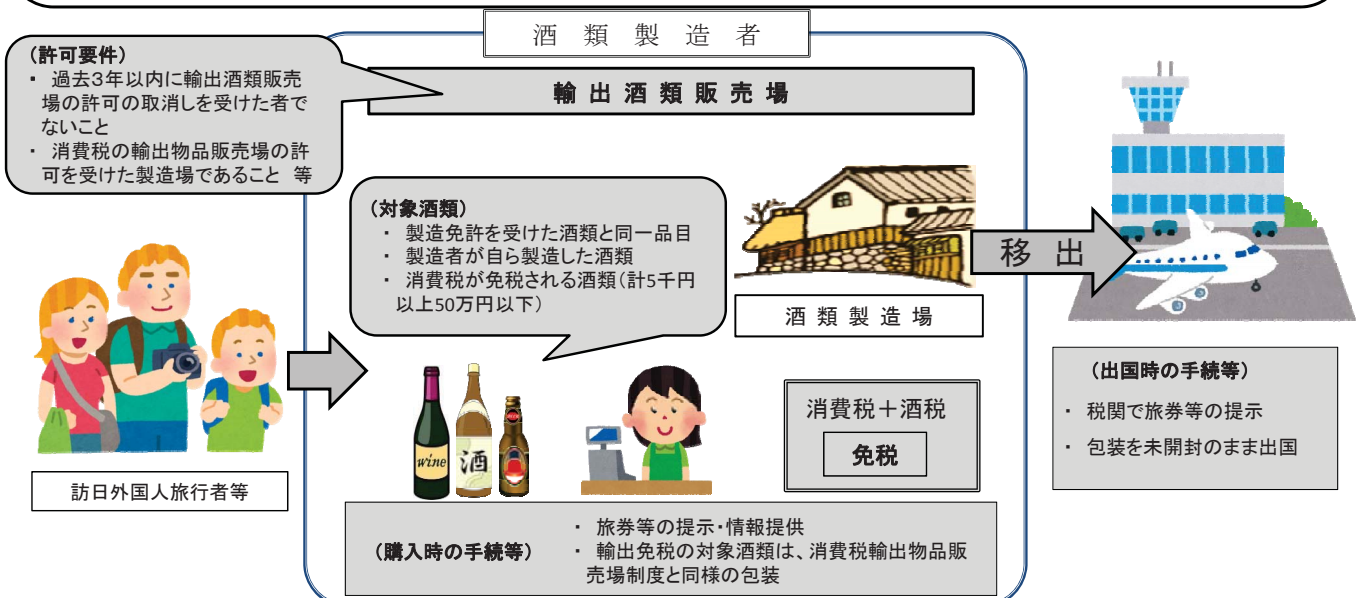 酒類製造者
(許可要件)
・ 過去3年以内に輸出酒類販売
場の許可の取消しを受けた者で
ないこと
・ 消費税の輸出物品販売場の許
可を受けた製造場であること 等
輸出酒類販売場
(対象酒類)
・ 製造免許を受けた酒類と同一品目
・ 製造者が自ら製造した酒類
・ 消費税が免税される酒類(計5千円
以上50万円以下)
酒類製造場
移出
wine
酒
消費税+酒税
免税
訪日外国人旅行者等
(購入時の手続等)
・ 旅券等の提示・情報提供
・ 輸出免税の対象酒類は、消費税輸出物品販
売場制度と同様の包装
(出国時の手続等)
・ 税関で旅券等の提示
・ 包装を未開封のまま出国